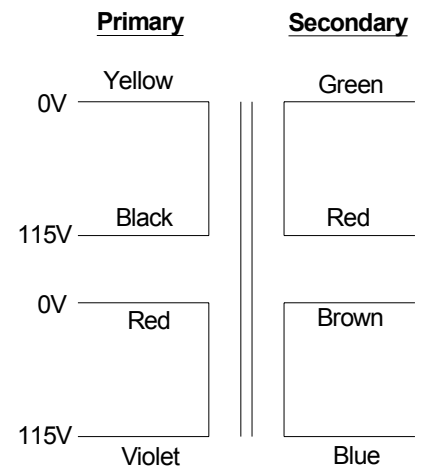 Primary Secondary
Yellow Green
0V
Black Red
115V
0V
Red Brown
115V
Violet Blue